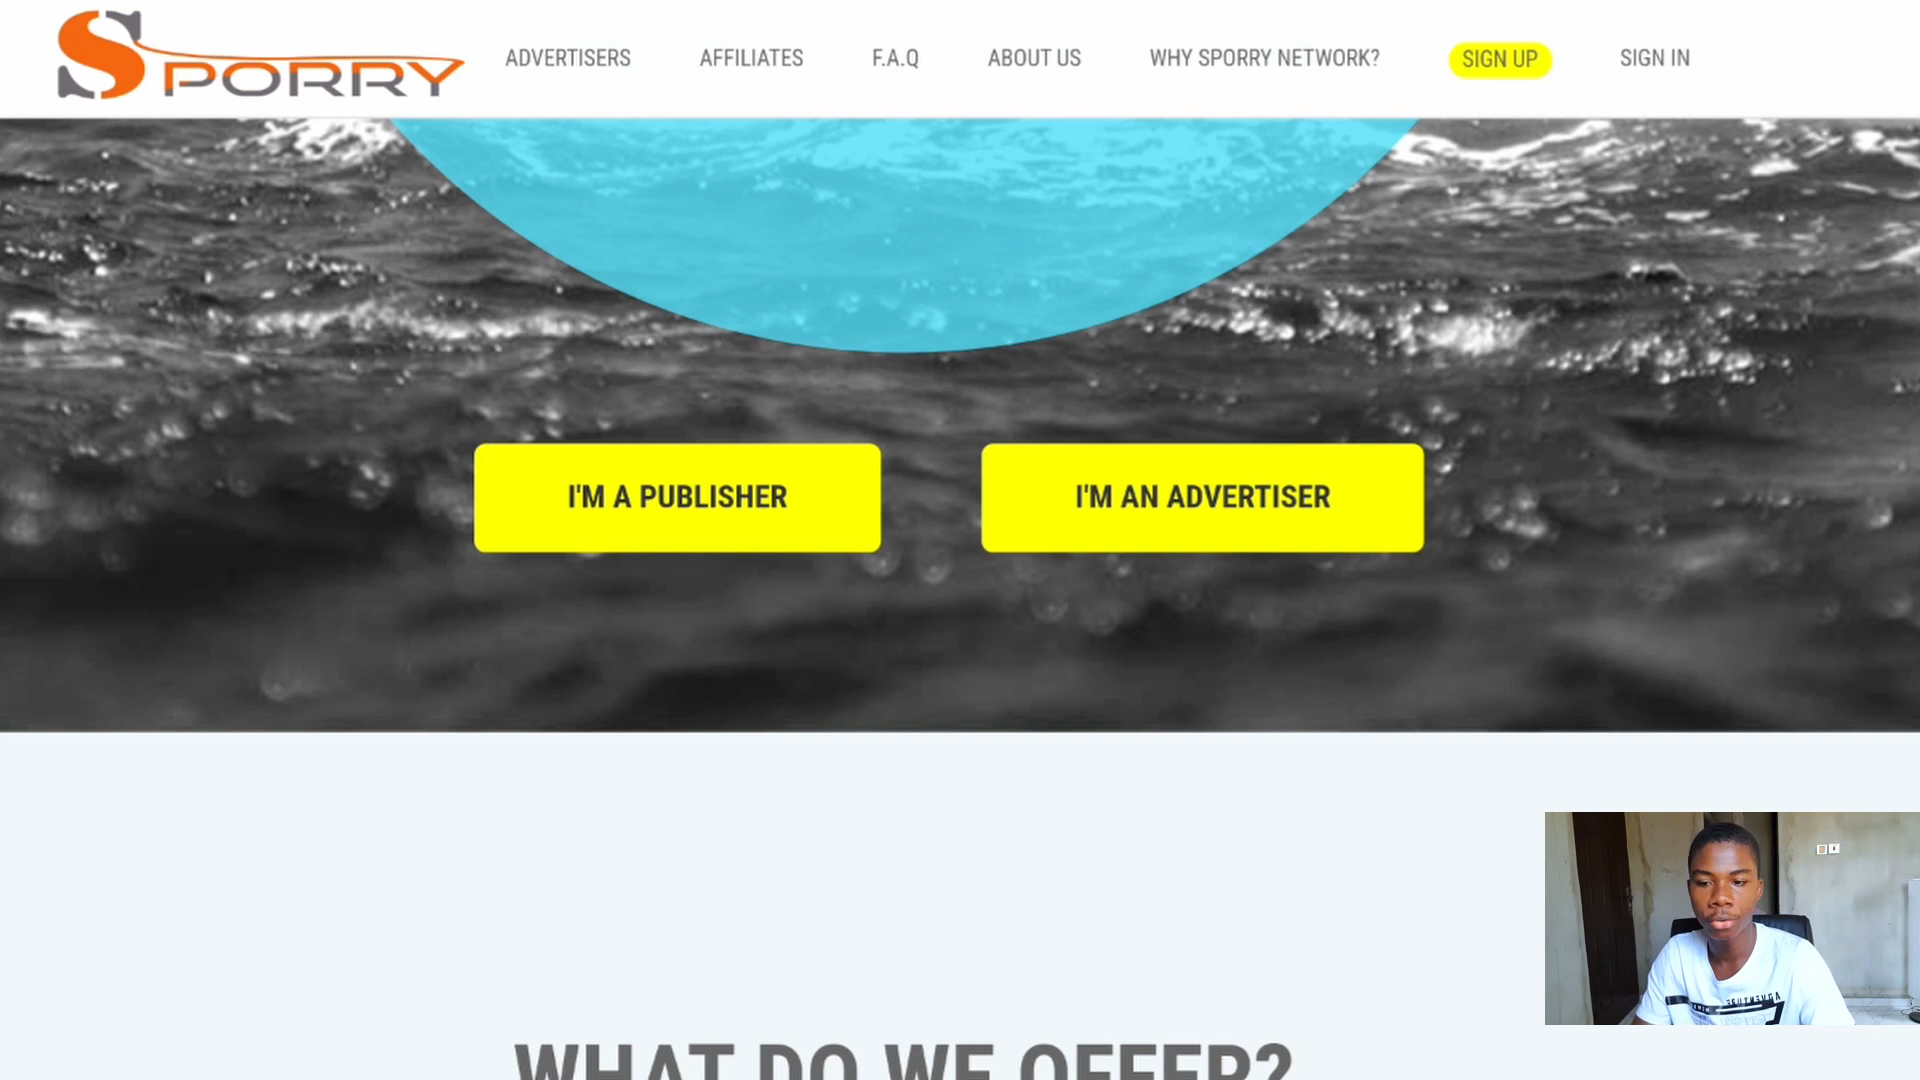 SPORRY
ADVERTISERS
AFFILIATES
F.A.Q
ABOUT US
WHY SPORRY NETWORK?
SIGN UP
SIGN IN
I'M A PUBLISHER
I'M AN ADVERTISER
WHAT DO WE OFFER?